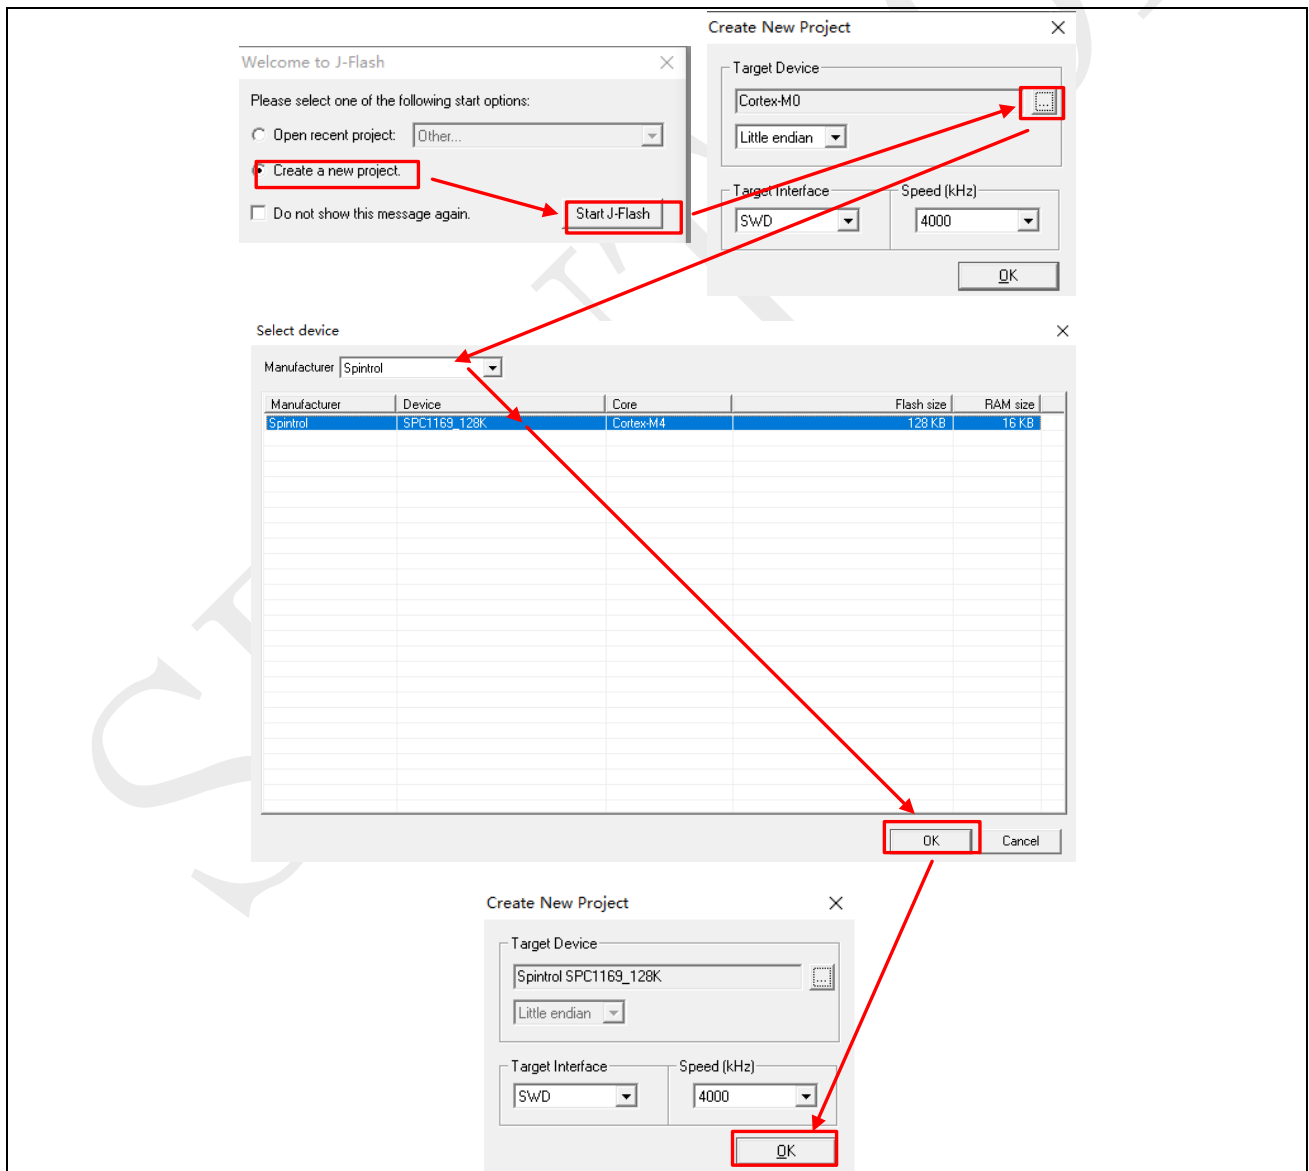 Welcome to J-Flash
Please select one of the following start options:
Open recent project: Other...
Create a new project.
Do not show this message again. Start J-Flash
Create New Project
Target Device
Cortex-M0 ...
Little endian
Target Interface Speed (kHz)
SWD 4000
OK
Select device
Manufacturer Spintrol
Manufacturer Device Core Flash size RAM size
Spintrol SPC1169_128K Cortex-M4 128 KB 16 KB
OK Cancel
Create New Project
Target Device
Spintrol SPC1169_128K ...
Little endian
Target Interface Speed (kHz)
SWD 4000
OK